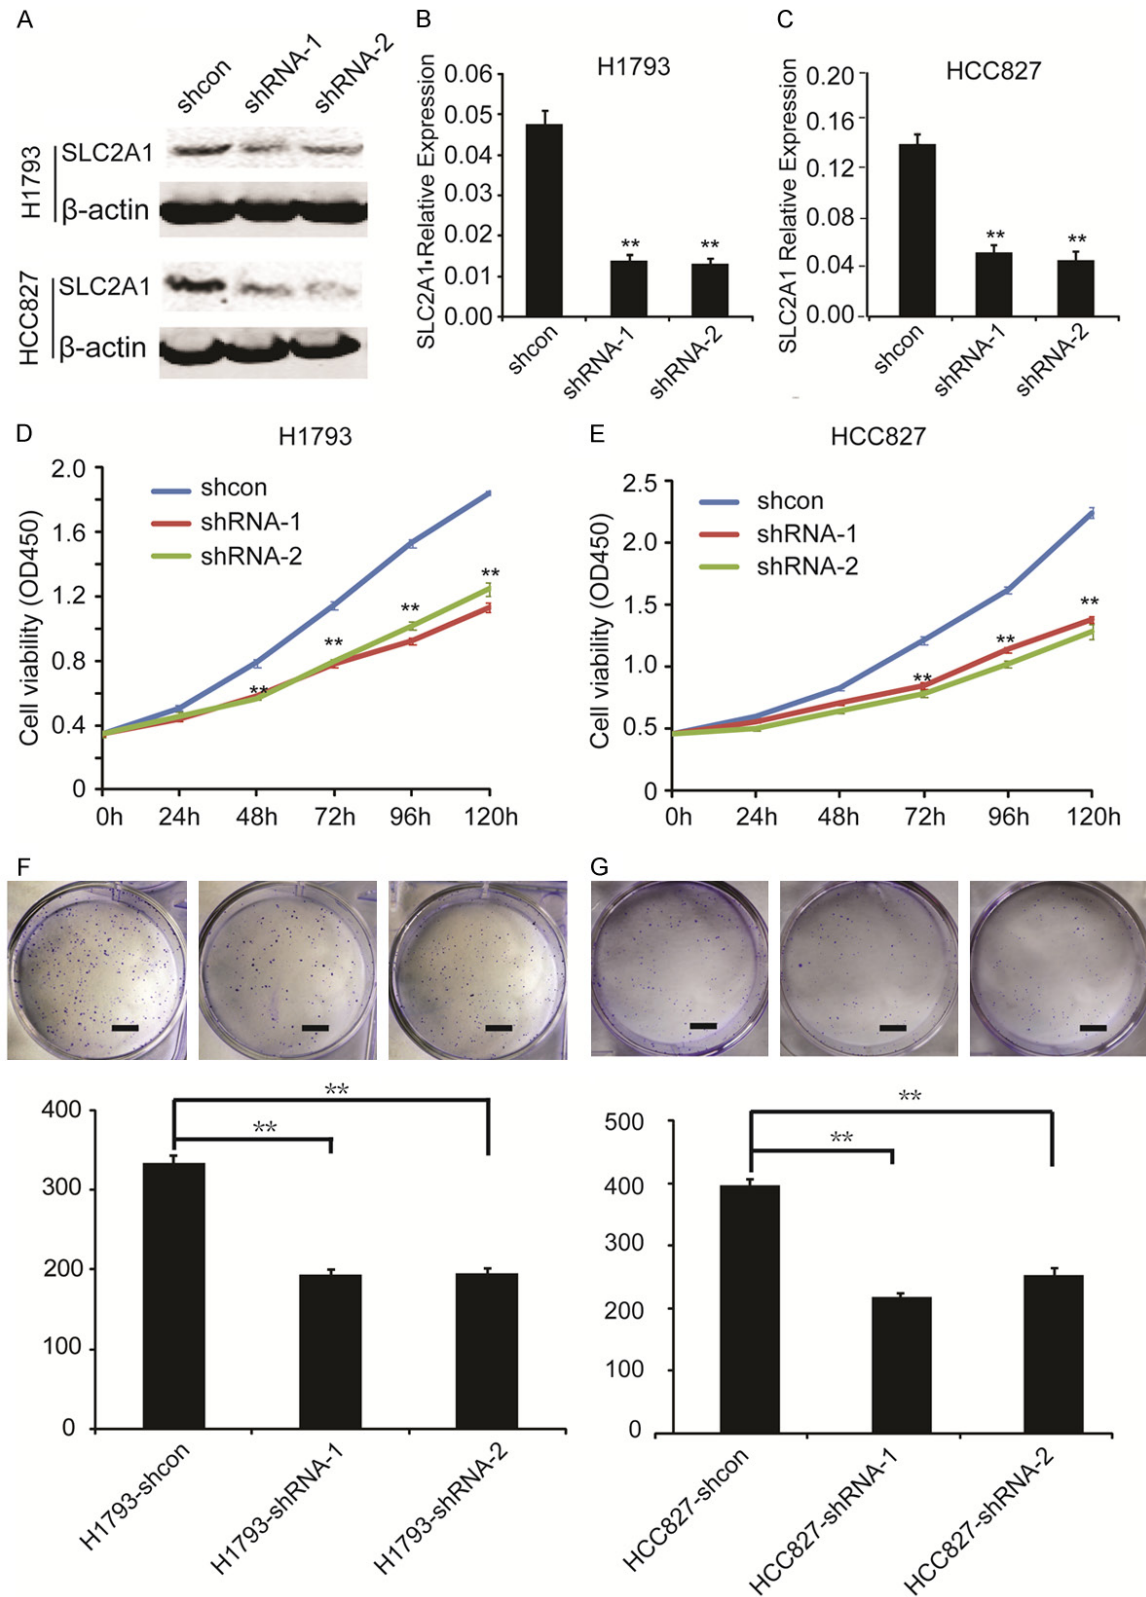 A
shcon
shRNA-1
shRNA-2
H1793
SLC2A1
β-actin
HCC827
SLC2A1
β-actin
B
H1793
SLC2A1 Relative Expression
0.06
0.05
0.04
0.03
0.02
0.01
0.00
**
**
shcon
shRNA-1
shRNA-2
C
HCC827
SLC2A1 Relative Expression
0.20
0.16
0.12
0.08
0.04
0.00
**
**
shcon
shRNA-1
shRNA-2
D
H1793
Cell viability (OD450)
2.0
1.6
1.2
0.8
0.4
0
shcon
shRNA-1
shRNA-2
**
**
**
**
0h 24h 48h 72h 96h 120h
E
HCC827
Cell viability (OD450)
2.5
2.0
1.5
1.0
0.5
0
shcon
shRNA-1
shRNA-2
**
**
**
0h 24h 48h 72h 96h 120h
F
400
300
200
100
0
**
**
H1793-shcon
H1793-shRNA-1
H1793-shRNA-2
G
500
400
300
200
100
0
**
**
HCC827-shcon
HCC827-shRNA-1
HCC827-shRNA-2